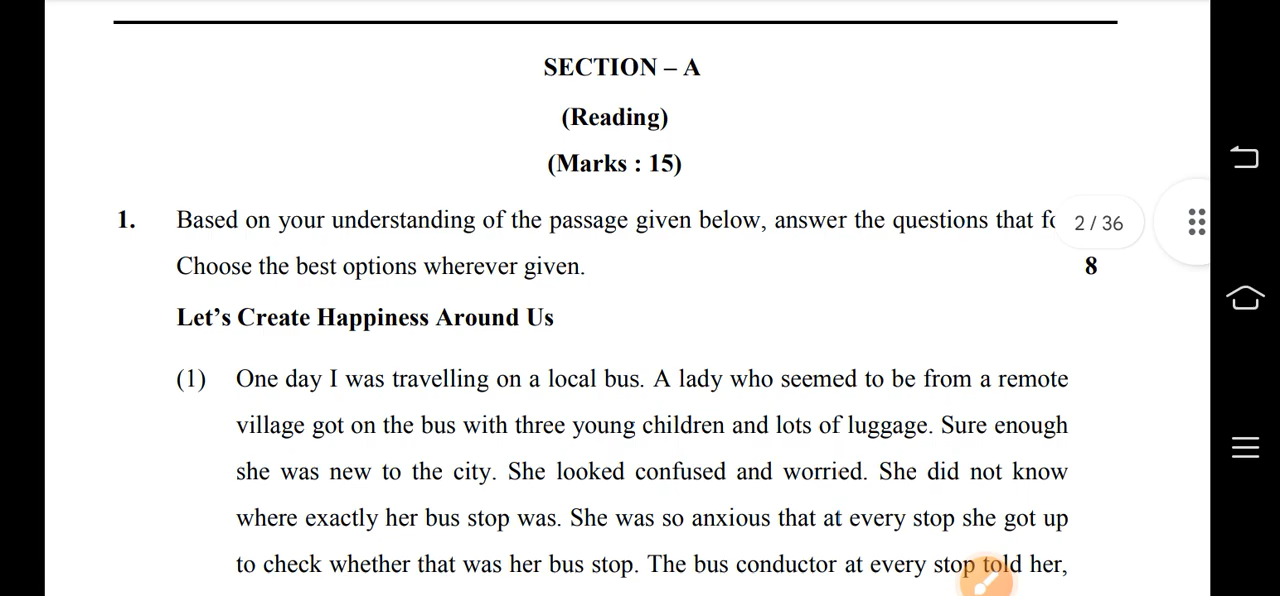 SECTION – A
(Reading)
(Marks : 15)
1. Based on your understanding of the passage given below, answer the questions that
2 / 36
Choose the best options wherever given. 8
Let's Create Happiness Around Us
(1) One day I was travelling on a local bus. A lady who seemed to be from a remote
village got on the bus with three young children and lots of luggage. Sure enough
she was new to the city. She looked confused and worried. She did not know
where exactly her bus stop was. She was so anxious that at every stop she got up
to check whether that was her bus stop. The bus conductor at every stop told her,